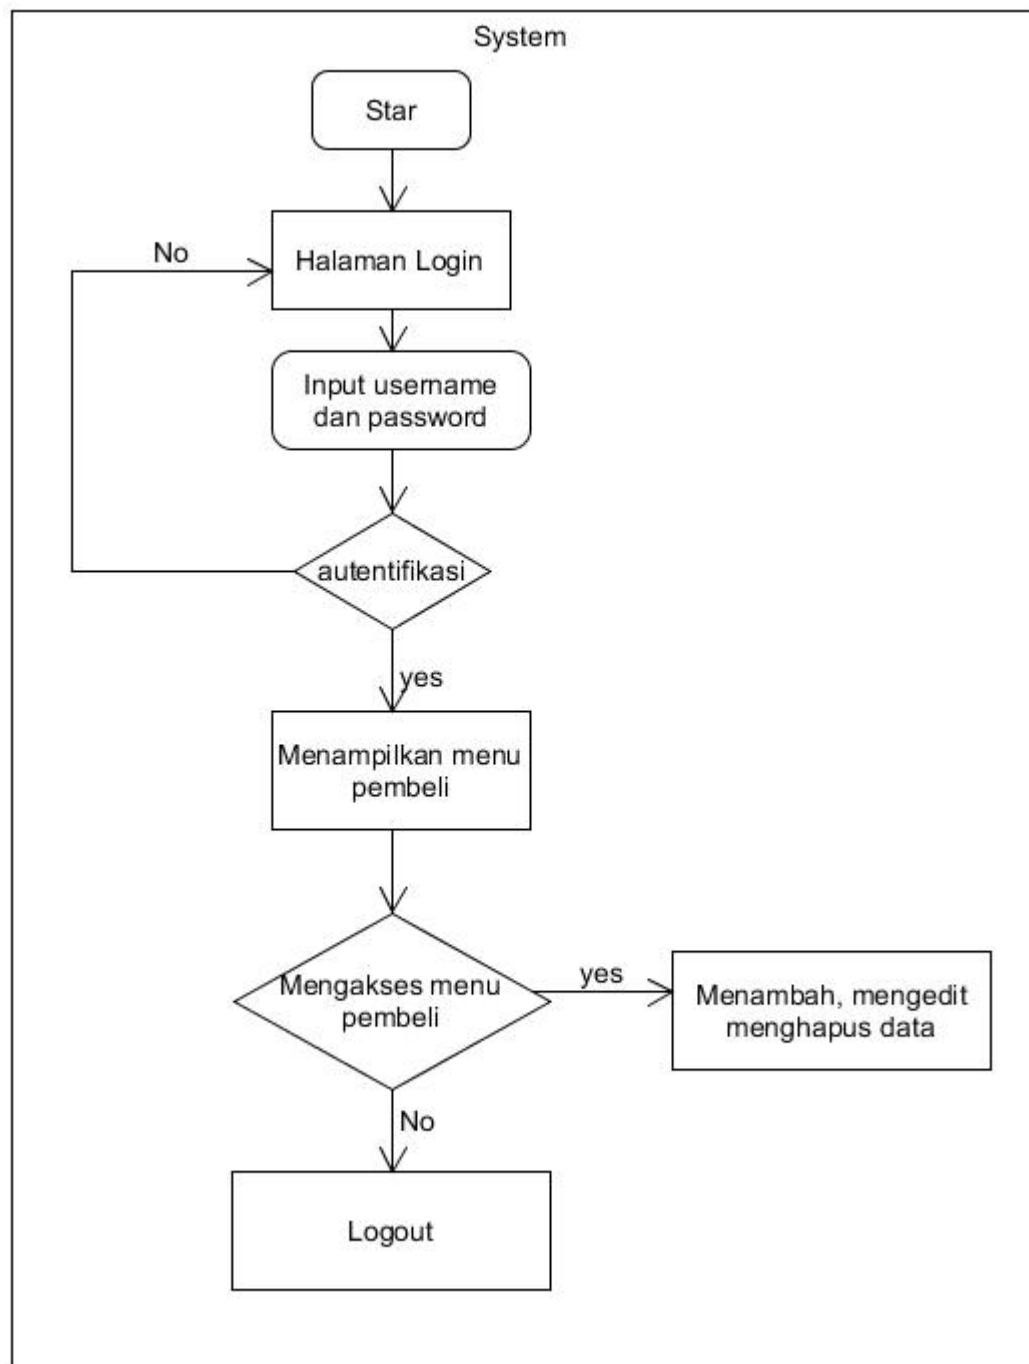 System
Star
No
Halaman Login
Input username
dan password
autentifikasi
yes
Menampilkan menu
pembeli
Mengakses menu
pembeli
yes
Menambah, mengedit
menghapus data
No
Logout